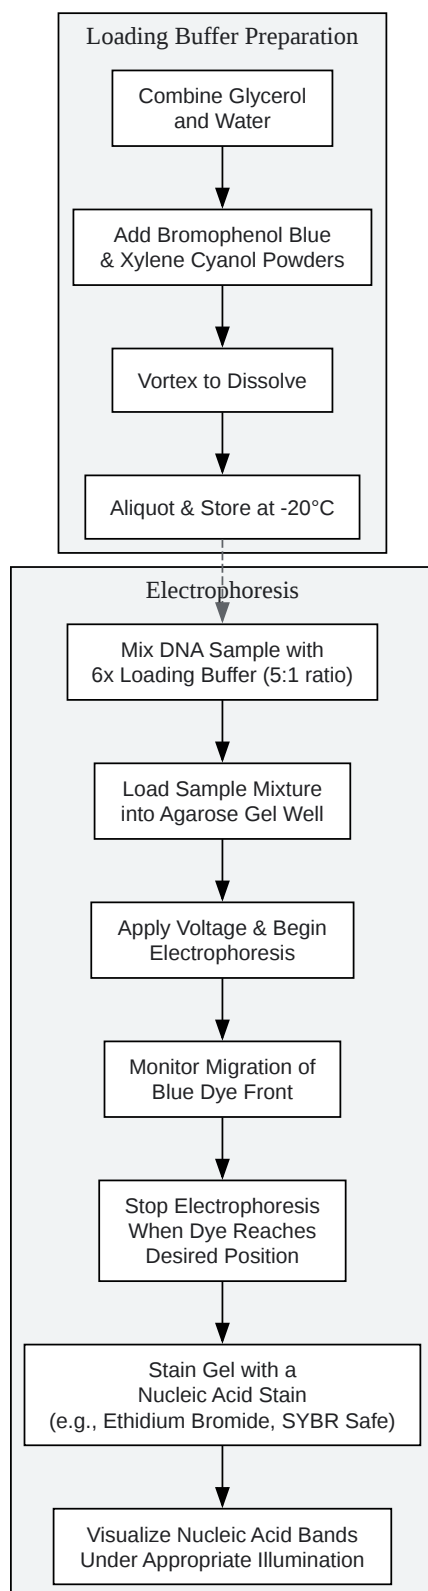 Loading Buffer Preparation
Combine Glycerol
and Water
Add Bromophenol Blue
& Xylene Cyanol Powders
Vortex to Dissolve
Aliquot & Store at -20°C
Electrophoresis
Mix DNA Sample with
6x Loading Buffer (5:1 ratio)
Load Sample Mixture
into Agarose Gel Well
Apply Voltage & Begin
Electrophoresis
Monitor Migration of
Blue Dye Front
Stop Electrophoresis
When Dye Reaches
Desired Position
Stain Gel with a
Nucleic Acid Stain
(e.g., Ethidium Bromide, SYBR Safe)
Visualize Nucleic Acid Bands
Under Appropriate Illumination